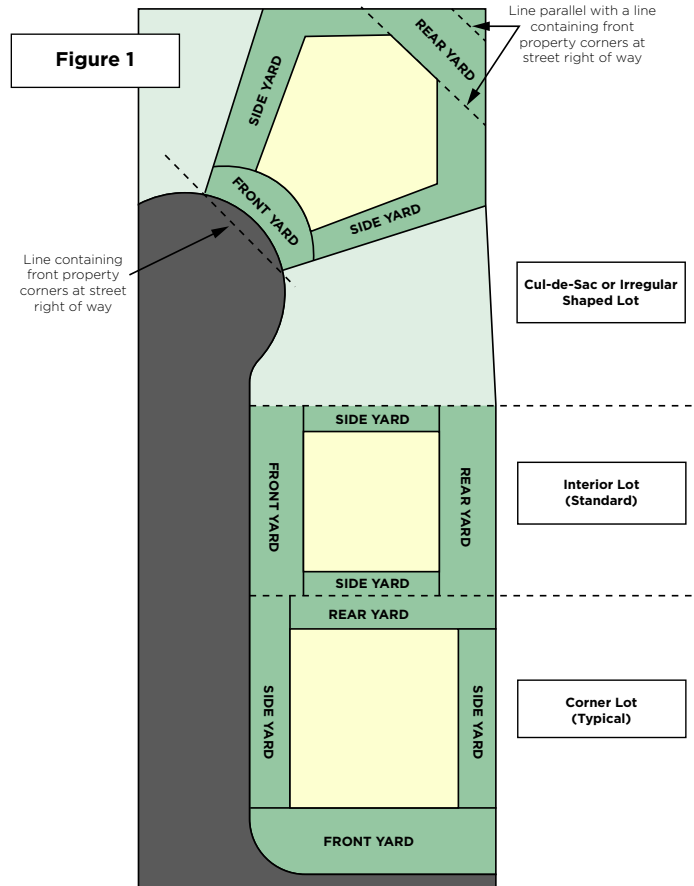 Figure 1
Line parallel with a line
containing front
property corners at
street right of way
REAR YARD
SIDE YARD
FRONT YARD
SIDE YARD
Line containing
front property
corners at street
right of way
Cul-de-Sac or Irregular
Shaped Lot
SIDE YARD
FRONT YARD
REAR YARD
Interior Lot
(Standard)
SIDE YARD
REAR YARD
SIDE YARD
SIDE YARD
Corner Lot
(Typical)
FRONT YARD